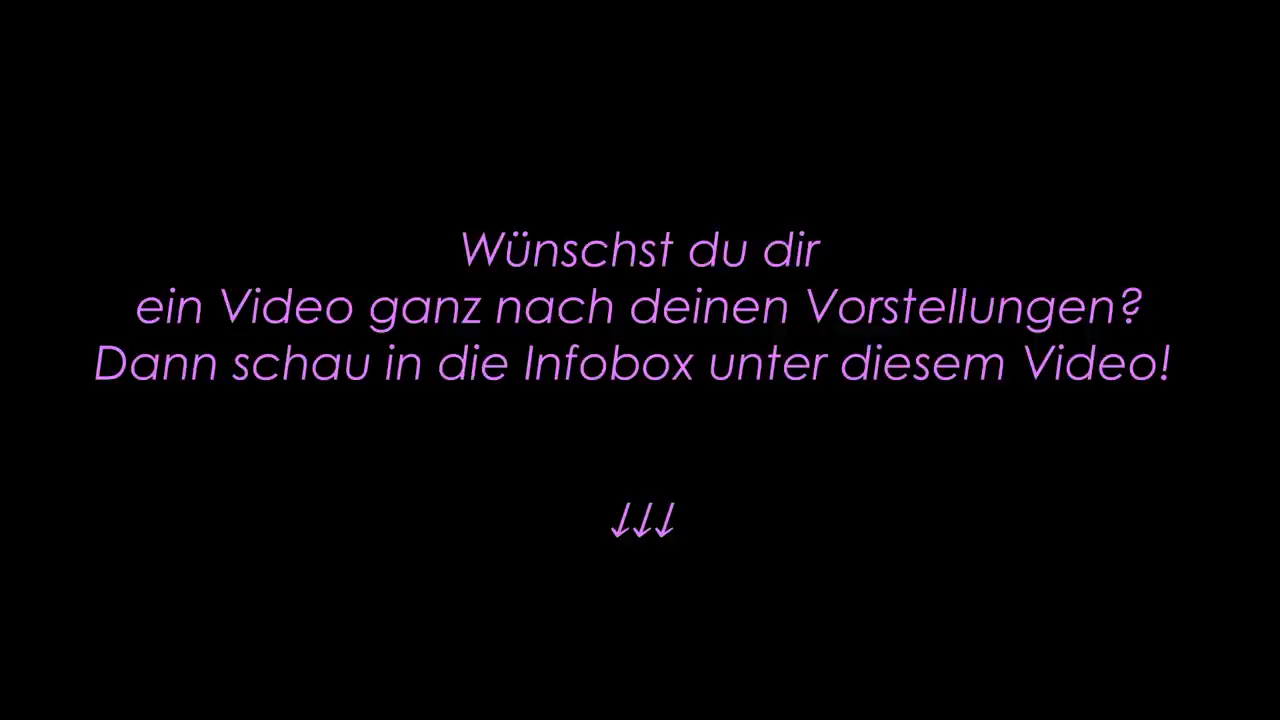 Wünschst du dir
ein Video ganz nach deinen Vorstellungen?
Dann schau in die Infobox unter diesem Video!
↓↓↓